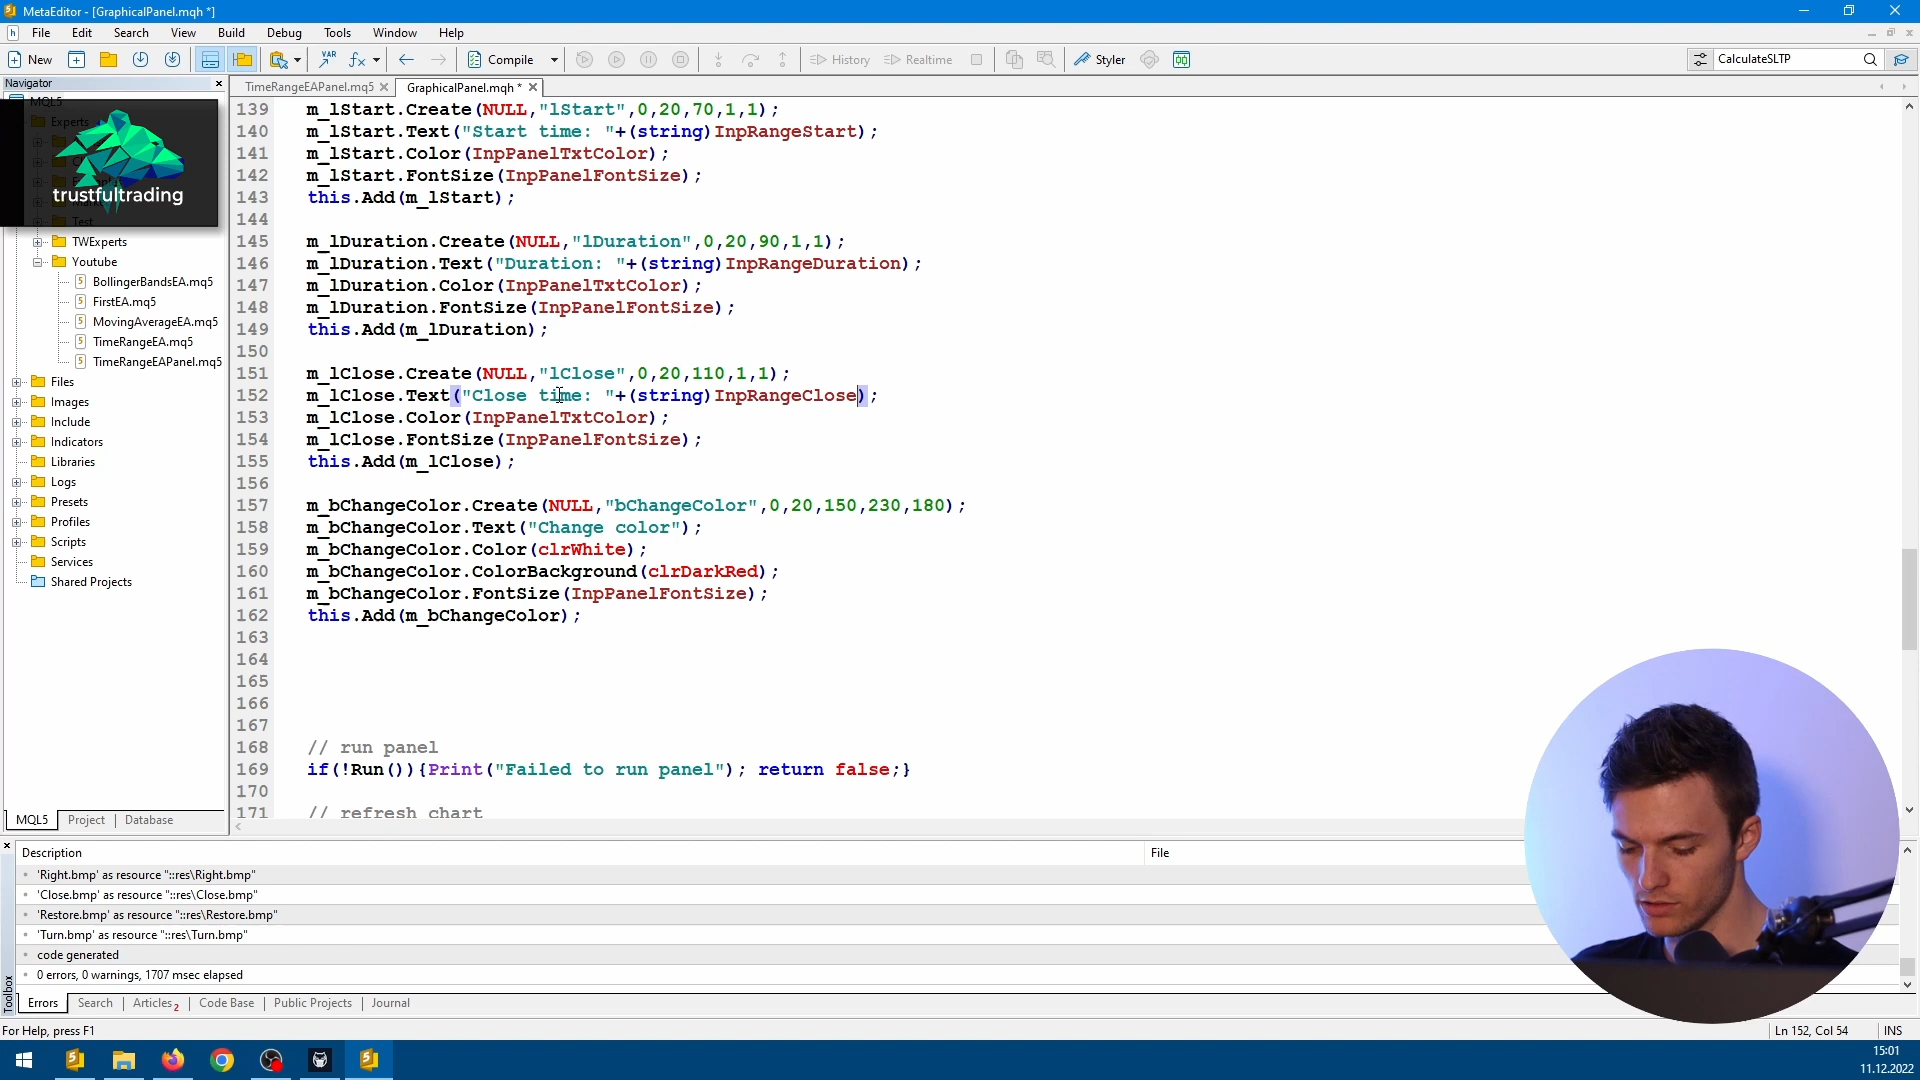 MetaEditor - [GraphicalPanel.mqh *]
File Edit Search View Build Debug Tools Window Help
New Compile History Realtime Styler CalculateSLTP
Navigator
TimeRangeEAPanel.mq5 GraphicalPanel.mqh *
MQL5
Experts
trustfultrading
Test
TWExperts
Youtube
BollingerBandsEA.mq5
FirstEA.mq5
MovingAverageEA.mq5
TimeRangeEA.mq5
TimeRangeEAPanel.mq5
Files
Images
Include
Indicators
Libraries
Logs
Presets
Profiles
Scripts
Services
Shared Projects
MQL5 Project Database
139 m_lStart.Create(NULL,"lStart",0,20,70,1,1);
140 m_lStart.Text("Start time: "+(string)InpRangeStart);
141 m_lStart.Color(InpPanelTxtColor);
142 m_lStart.FontSize(InpPanelFontSize);
143 this.Add(m_lStart);
144
145 m_lDuration.Create(NULL,"lDuration",0,20,90,1,1);
146 m_lDuration.Text("Duration: "+(string)InpRangeDuration);
147 m_lDuration.Color(InpPanelTxtColor);
148 m_lDuration.FontSize(InpPanelFontSize);
149 this.Add(m_lDuration);
150
151 m_lClose.Create(NULL,"lClose",0,20,110,1,1);
152 m_lClose.Text("Close time: "+(string)InpRangeClose);
153 m_lClose.Color(InpPanelTxtColor);
154 m_lClose.FontSize(InpPanelFontSize);
155 this.Add(m_lClose);
156
157 m_bChangeColor.Create(NULL,"bChangeColor",0,20,150,230,180);
158 m_bChangeColor.Text("Change color");
159 m_bChangeColor.Color(clrWhite);
160 m_bChangeColor.ColorBackground(clrDarkRed);
161 m_bChangeColor.FontSize(InpPanelFontSize);
162 this.Add(m_bChangeColor);
163
164
165
166
167
168 // run panel
169 if(!Run()){Print("Failed to run panel"); return false;}
170
171 // refresh chart
Description File
'Right.bmp' as resource "::res\Right.bmp"
'Close.bmp' as resource "::res\Close.bmp"
'Restore.bmp' as resource "::res\Restore.bmp"
'Turn.bmp' as resource "::res\Turn.bmp"
code generated
0 errors, 0 warnings, 1707 msec elapsed
Toolbox
Errors Search Articles 2 Code Base Public Projects Journal
For Help, press F1 Ln 152, Col 54 INS
15:01
11.12.2022